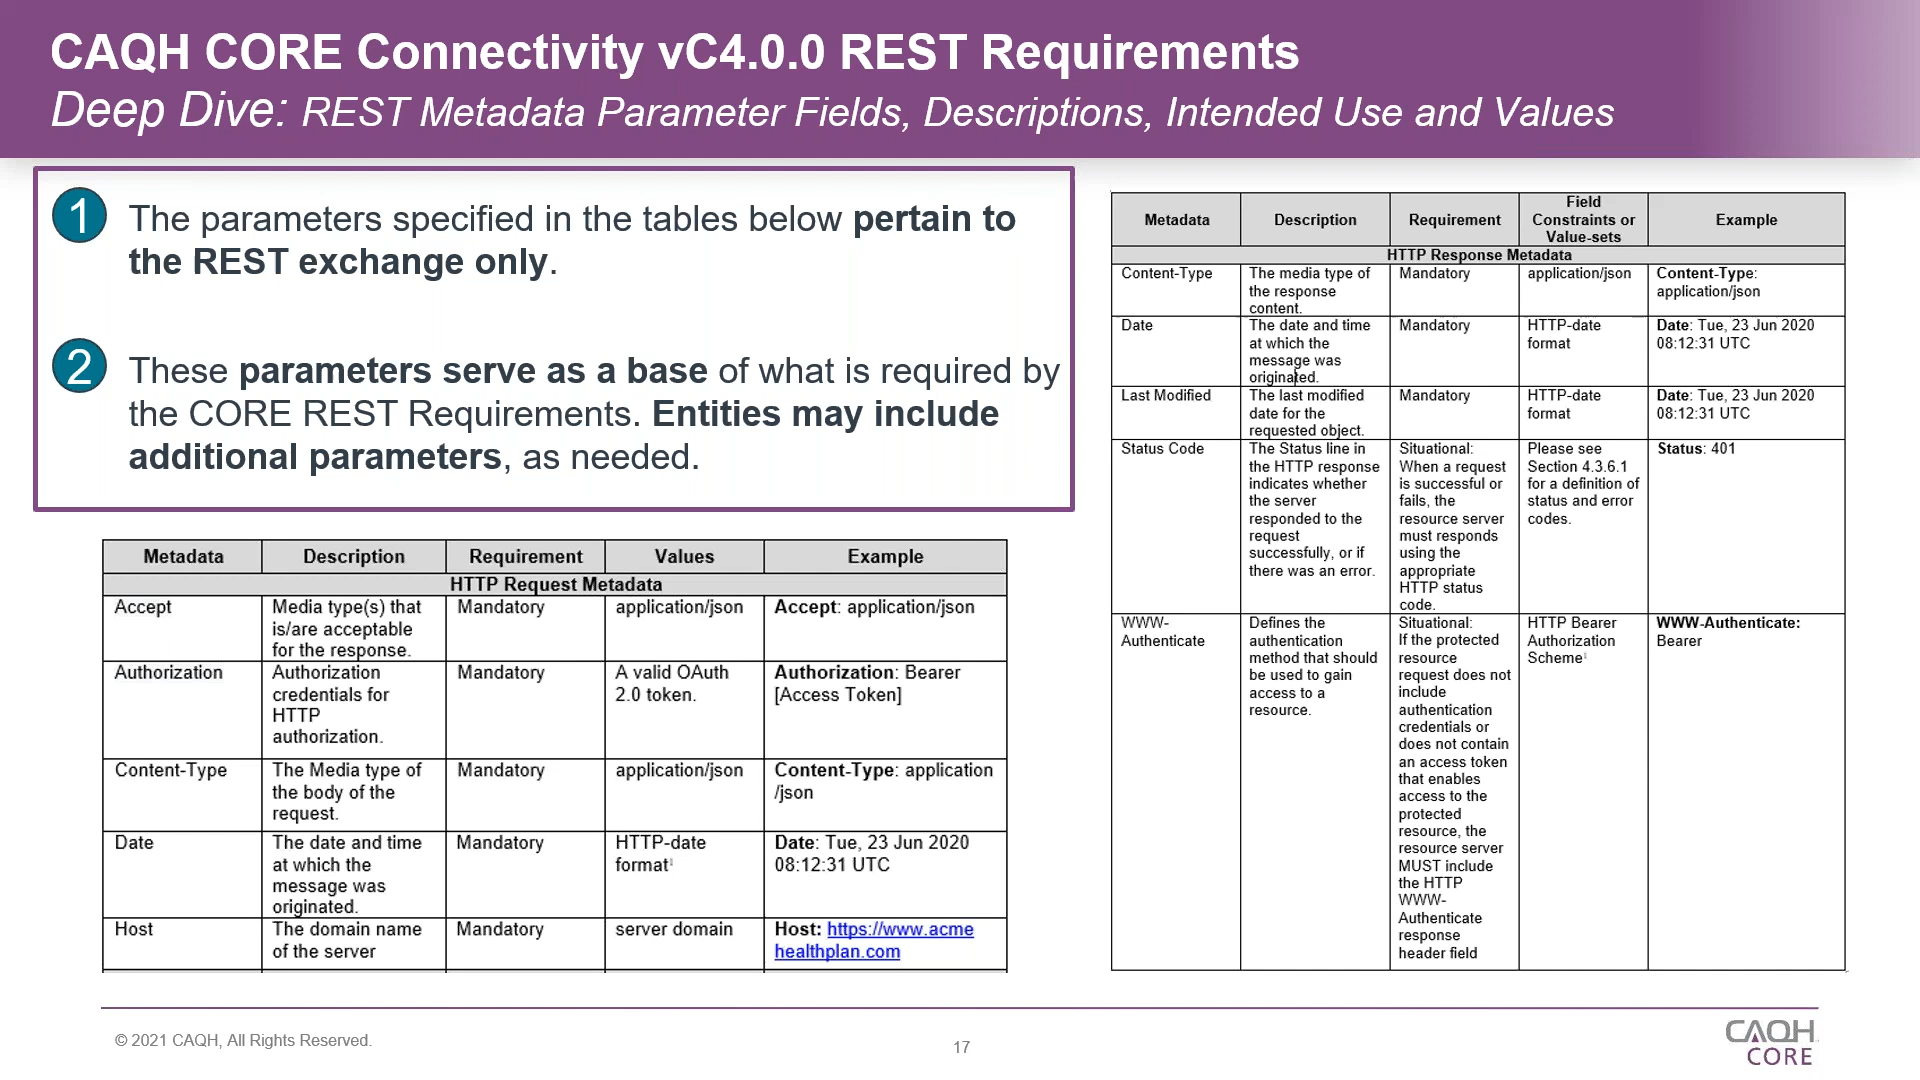 CAQH CORE Connectivity vC4.0.0 REST Requirements
Deep Dive: REST Metadata Parameter Fields, Descriptions, Intended Use and Values
1 The parameters specified in the tables below pertain to
the REST exchange only.
2 These parameters serve as a base of what is required by
the CORE REST Requirements. Entities may include
additional parameters, as needed.
Metadata Description Requirement Values Example
HTTP Request Metadata
Accept Media type(s) that Mandatory application/json Accept: application/json
is/are acceptable
for the response.
Authorization Authorization Mandatory A valid OAuth Authorization: Bearer
credentials for 2.0 token. [Access Token]
HTTP
authorization.
Content-Type The Media type of Mandatory application/json Content-Type: application
the body of the /json
request.
Date The date and time Mandatory HTTP-date Date: Tue, 23 Jun 2020
at which the format¹ 08:12:31 UTC
message was
originated.
Host The domain name Mandatory server domain Host: https://www.acme
of the server healthplan.com
Metadata Description Requirement Field Constraints or Value-sets Example
HTTP Response Metadata
Content-Type The media type of Mandatory application/json Content-Type:
the response application/json
content.
Date The date and time Mandatory HTTP-date Date: Tue, 23 Jun 2020
at which the format 08:12:31 UTC
message was
originated.
Last Modified The last modified Mandatory HTTP-date Date: Tue, 23 Jun 2020
date for the format 08:12:31 UTC
requested object.
Status Code The Status line in Situational: Please see Status: 401
the HTTP response When a request Section 4.3.6.1
indicates whether is successful or for a definition of
the server fails, the status and error
responded to the resource server codes.
request must responds
successfully, or if using the
there was an error. appropriate
HTTP status
code.
WWW- Defines the Situational: HTTP Bearer WWW-Authenticate:
Authenticate authentication If the protected Authorization Bearer
method that should resource Scheme¹
be used to gain request does not
access to a include
resource. authentication
credentials or
does not contain
an access token
that enables
access to the
protected
resource, the
resource server
MUST include
the HTTP
WWW-
Authenticate
response
header field
© 2021 CAQH, All Rights Reserved.
17
CAQH
CORE